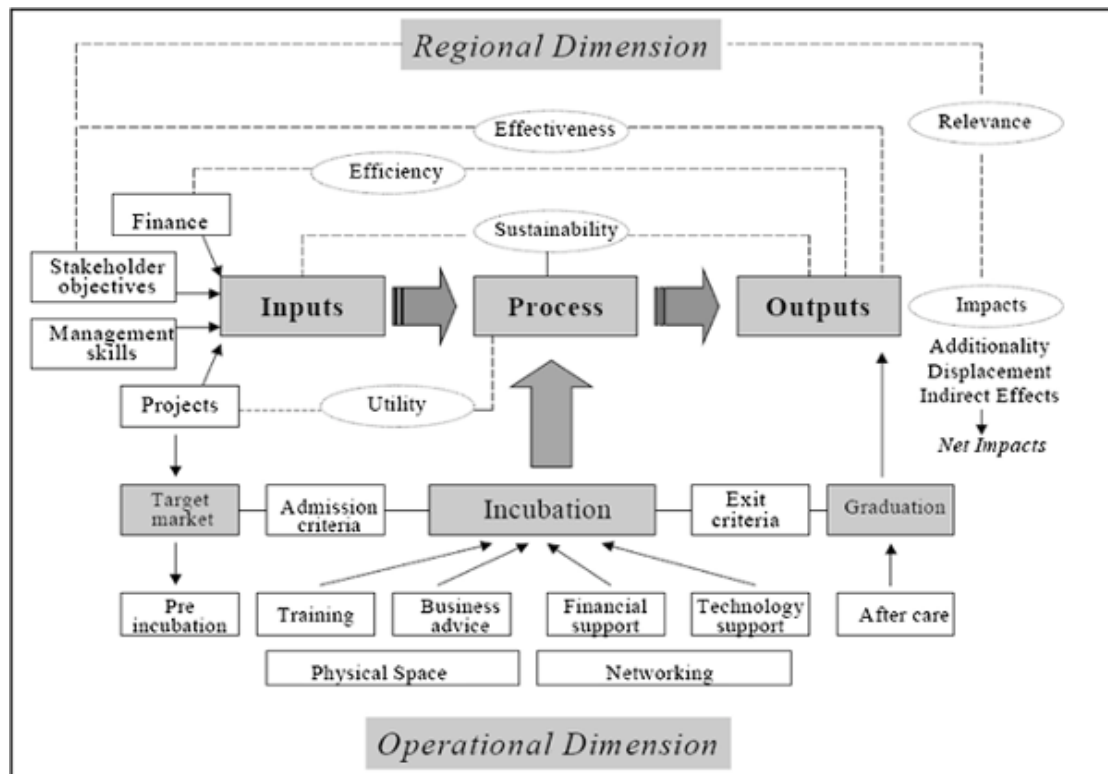 Regional Dimension
Relevance
Effectiveness
Efficiency
Finance
Sustainability
Stakeholder
objectives
Inputs
Process
Outputs
Impacts
Management
skills
Additionality
Displacement
Indirect Effects
Projects
Utility
Net Impacts
Target
market
Admission
criteria
Incubation
Exit
criteria
Graduation
Pre
incubation
Training
Business
advice
Financial
support
Technology
support
After care
Physical Space
Networking
Operational Dimension